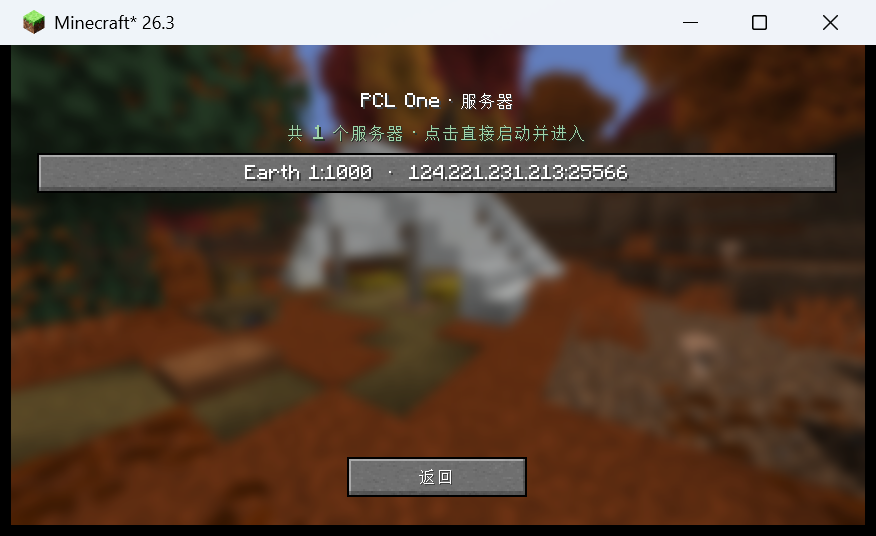 Minecraft* 26.3
PCL One · 服务器
共 1 个服务器 · 点击直接启动并进入
Earth 1:1000 · 124.221.231.213:25566
返回